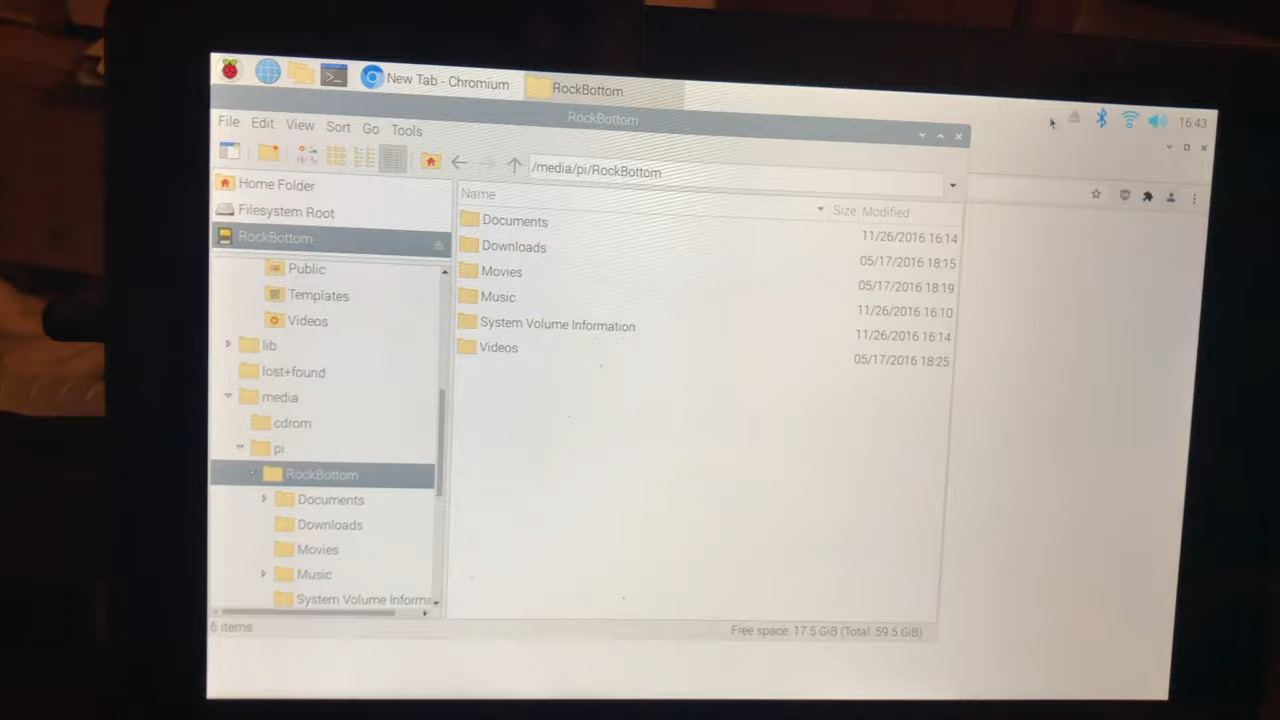 New Tab - Chromium RockBottom
16:43
RockBottom
File Edit View Sort Go Tools
/media/pi/RockBottom
Home Folder
Filesystem Root
RockBottom
Public
Templates
Videos
lib
lost+found
media
cdrom
pi
RockBottom
Documents
Downloads
Movies
Music
System Volume Informa
Name Size Modified
Documents 11/26/2016 16:14
Downloads 05/17/2016 18:15
Movies 05/17/2016 18:19
Music 11/26/2016 16:10
System Volume Information 11/26/2016 16:14
Videos 05/17/2016 18:25
6 items Free space: 17.5 GiB (Total: 59.5 GiB)